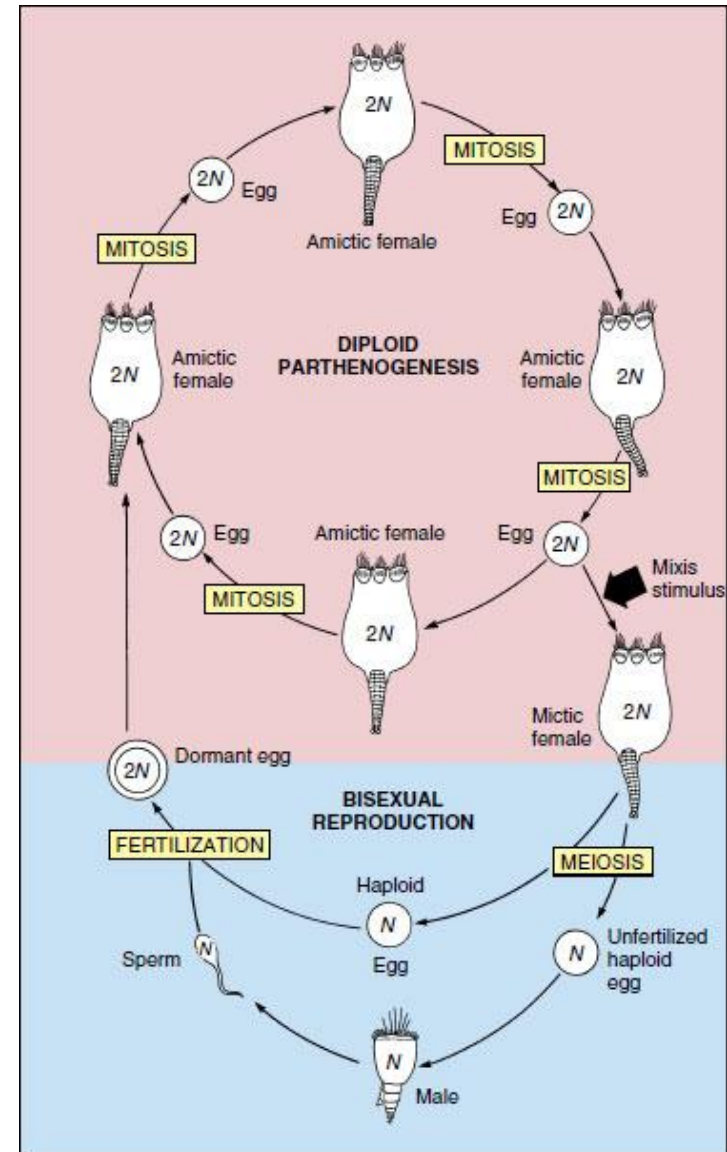 2N
MITOSIS
2N
Egg
Egg
2N
Amictic female
MITOSIS
DIPLOID
PARTHENOGENESIS
2N
Amictic
female
Amictic
female
2N
MITOSIS
2N
Egg
Amictic female
Egg
2N
Mixis
stimulus
MITOSIS
2N
Mictic
female
2N
2N
Dormant egg
BISEXUAL
REPRODUCTION
FERTILIZATION
MEIOSIS
Haploid
N
Egg
N
Unfertilized
haploid
egg
Sperm
N
N
Male